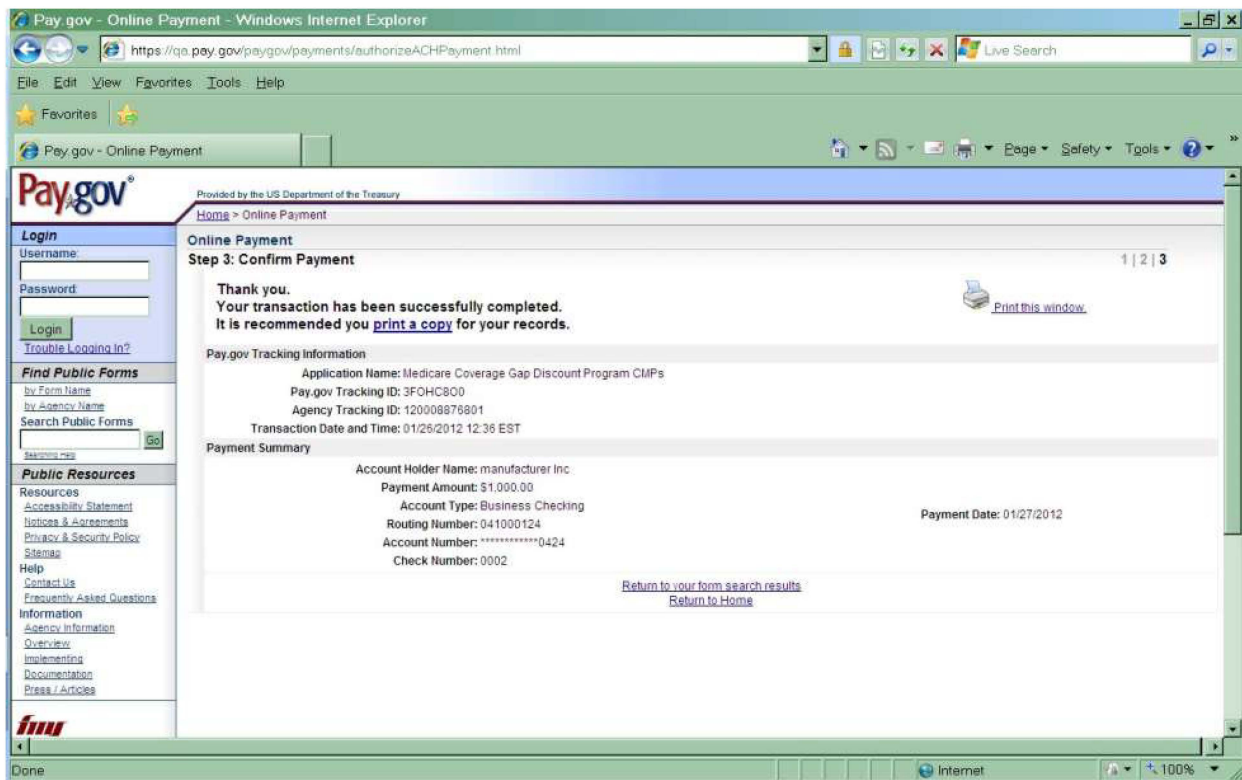 Pay.gov - Online Payment - Windows Internet Explorer
https://qa.pay.gov/paygov/payments/authorizeACHPayment.html
Live Search
File Edit View Favorites Tools Help
Favorites
Pay.gov - Online Payment
Page Safety Tools
Pay.gov®
Provided by the US Department of the Treasury
Home > Online Payment
Login
Username:
Password:
Login
Trouble Logging In?
Find Public Forms
by Form Name
by Agency Name
Search Public Forms
Go
Searching Help
Public Resources
Resources
Accessibility Statement
Notices & Agreements
Privacy & Security Policy
Sitemap
Help
Contact Us
Frequently Asked Questions
Information
Agency Information
Overview
Implementing
Documentation
Press / Articles
Online Payment
Step 3: Confirm Payment
1 | 2 | 3
Thank you.
Your transaction has been successfully completed.
It is recommended you print a copy for your records.
Print this window.
Pay.gov Tracking Information
Application Name: Medicare Coverage Gap Discount Program CMPs
Pay.gov Tracking ID: 3FOHC8O0
Agency Tracking ID: 120008876801
Transaction Date and Time: 01/26/2012 12:36 EST
Payment Summary
Account Holder Name: manufacturer Inc
Payment Amount: $1,000.00
Account Type: Business Checking
Routing Number: 041000124
Account Number: ************0424
Check Number: 0002
Payment Date: 01/27/2012
Return to your form search results
Return to Home
Done
Internet
100%